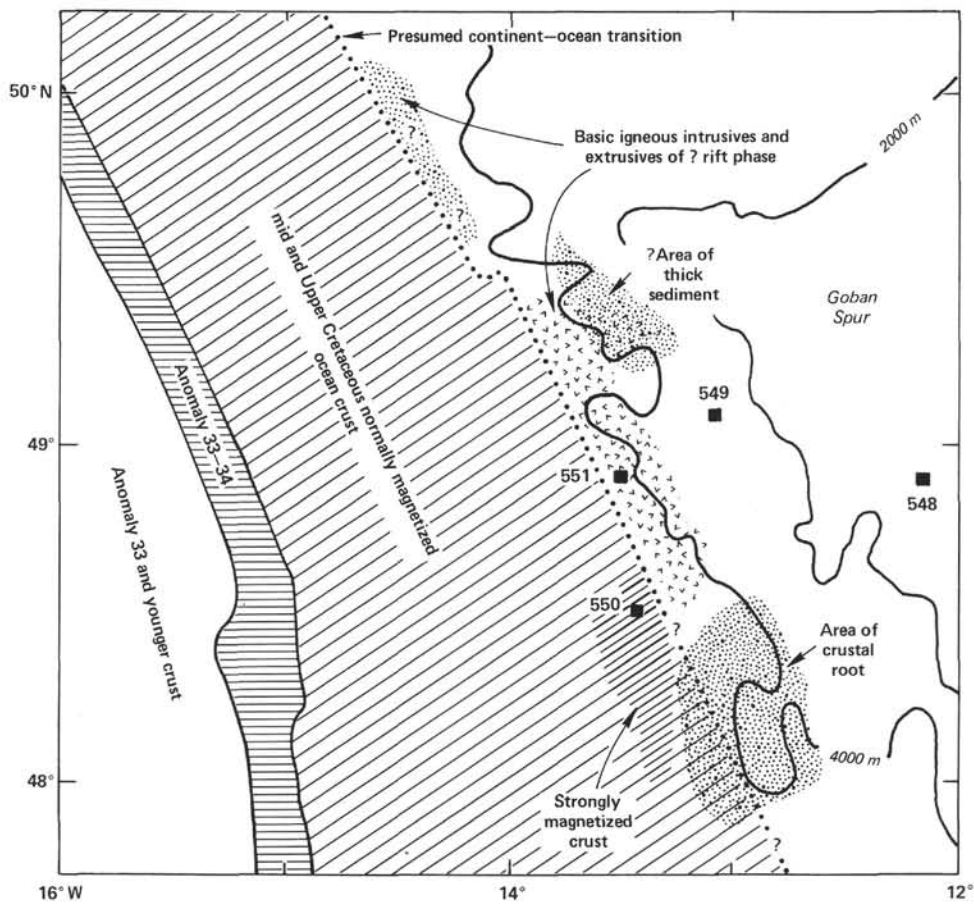 Presumed continent—ocean transition
50°N
2000 m
?
Basic igneous intrusives and
extrusives of ? rift phase
?
mid and Upper Cretaceous normally magnetized
ocean crust
?Area of
thick
sediment
Goban
Spur
Anomaly 33–34
549
49°
551
548
Anomaly 33 and younger crust
550
?
Area of
crustal
root
4000 m
48°
Strongly
magnetized
crust
?
16°W
14°
12°